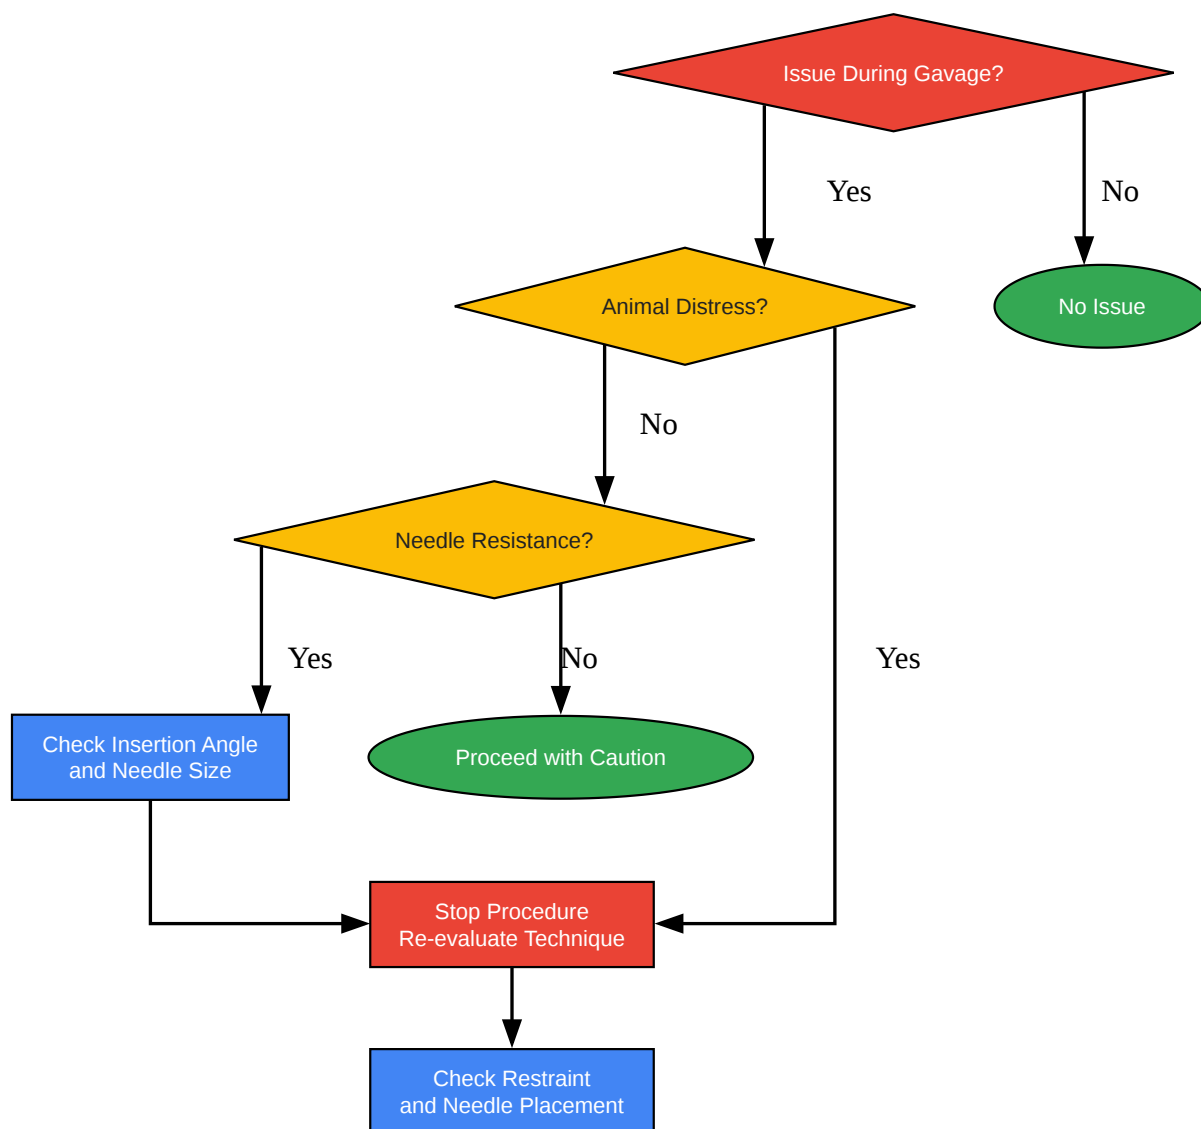 Issue During Gavage?
Yes
No
Animal Distress?
No Issue
No
Needle Resistance?
Yes
No
Yes
Check Insertion Angle
and Needle Size
Proceed with Caution
Stop Procedure
Re-evaluate Technique
Check Restraint
and Needle Placement